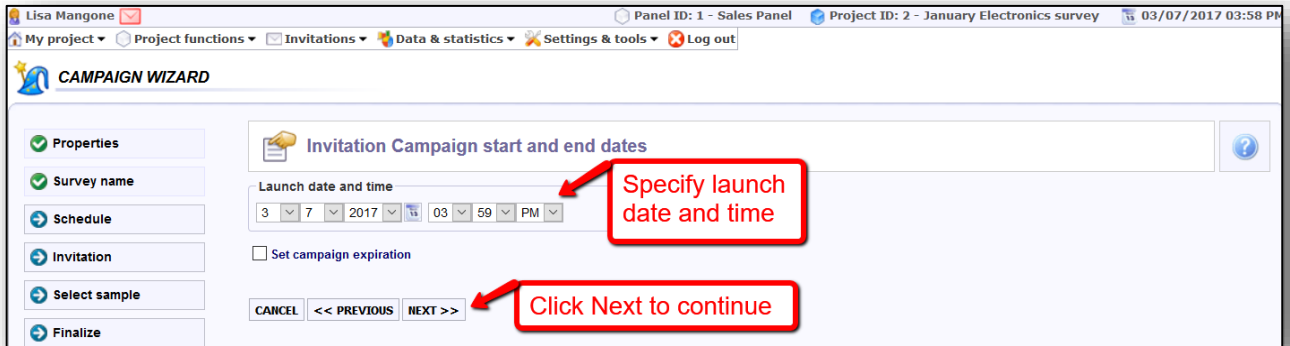 Lisa Mangone Panel ID: 1 - Sales Panel Project ID: 2 - January Electronics survey 03/07/2017 03:58 PM
My project Project functions Invitations Data & statistics Settings & tools Log out
CAMPAIGN WIZARD
Properties
Survey name
Schedule
Invitation
Select sample
Finalize
Invitation Campaign start and end dates
Launch date and time
3 7 2017 03 59 PM
Specify launch
date and time
Set campaign expiration
CANCEL << PREVIOUS NEXT >>
Click Next to continue